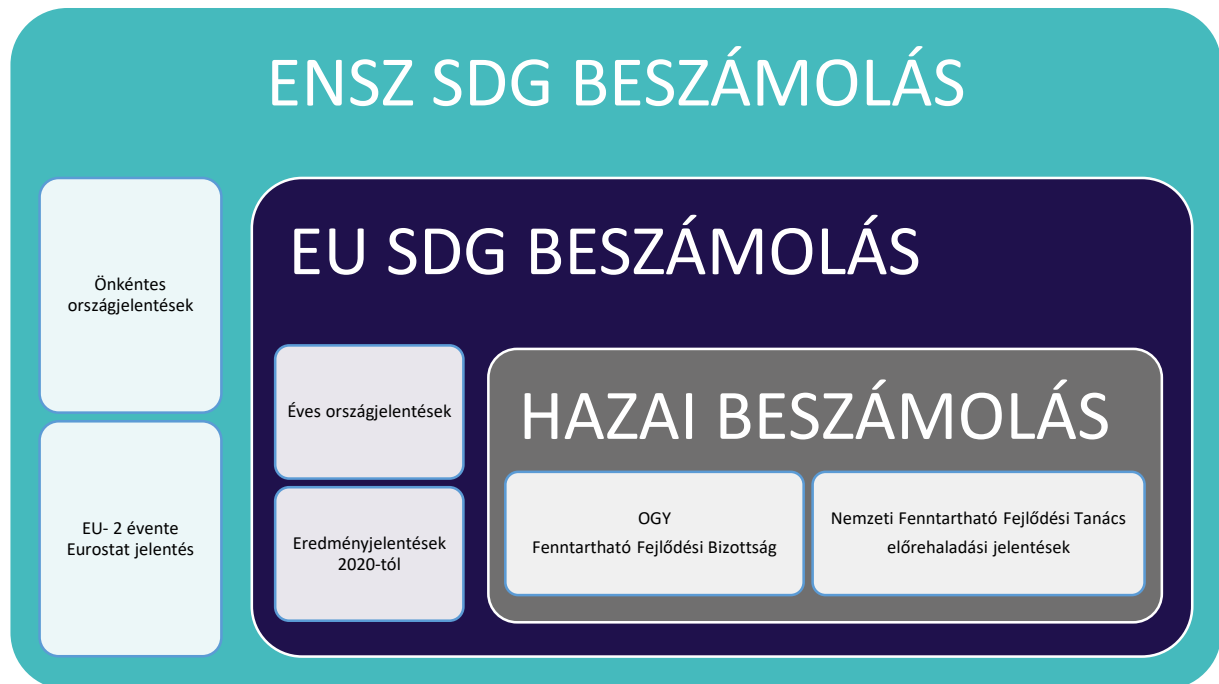 ENSZ SDG BESZÁMOLÁS
Önkéntes
országjelentések
EU- 2 évente
Eurostat jelentés
EU SDG BESZÁMOLÁS
Éves országjelentések
Eredményjelentések
2020-tól
HAZAI BESZÁMOLÁS
OGY
Fenntartható Fejlődési Bizottság
Nemzeti Fenntartható Fejlődési Tanács
előrehaladási jelentések